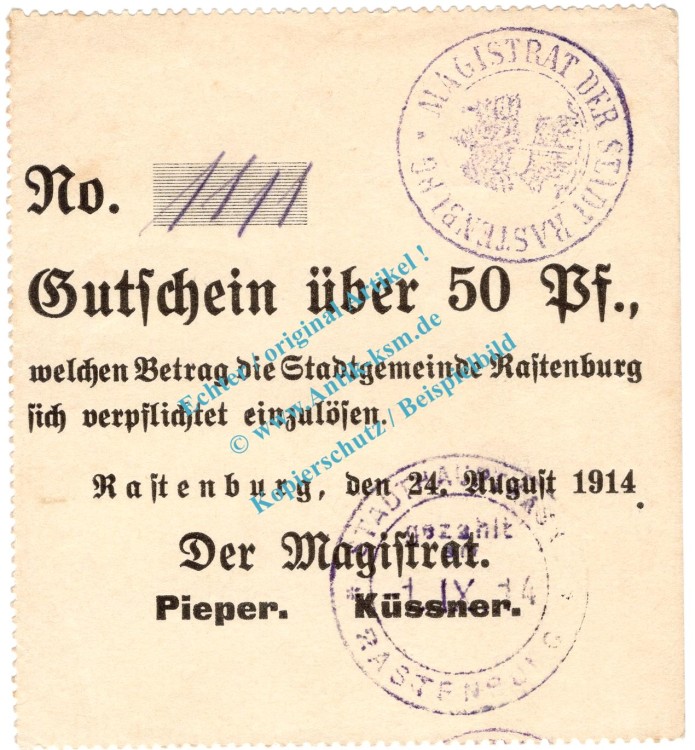 MAGISTRAT DER STADT RASTENBURG *
No. 1111
Gutſchein über 50 Pf.,
welchen Betrag die Stadtgemeinde Raſtenburg
ſich verpflichtet einzulöſen.
Raſtenburg, den 24. Auguſt 1914.
Der Magiſtrat.
Pieper. Küssner.
gezahlt
1 IX 14
* RASTENBURG *
Echter / original Artikel !
© www.Antik-ksm.de
Kopierschutz / Beispielbild